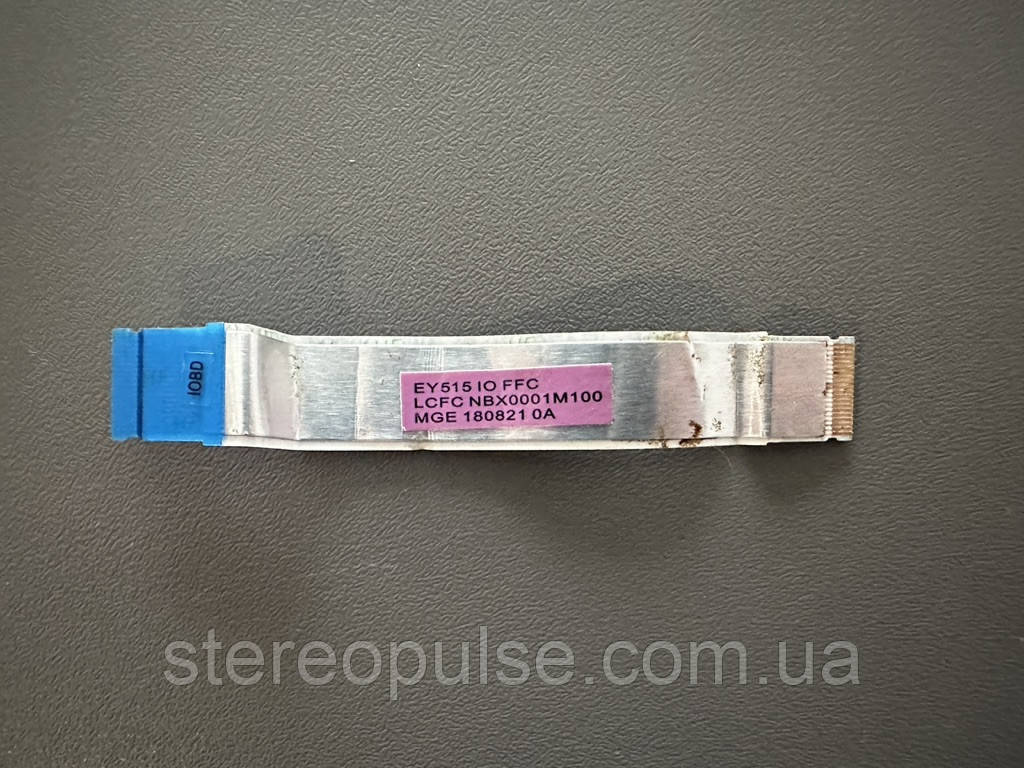 IOBD
EY515 IO FFC
LCFC NBX0001M100
MGE 180821 0A
stereopulse.com.ua